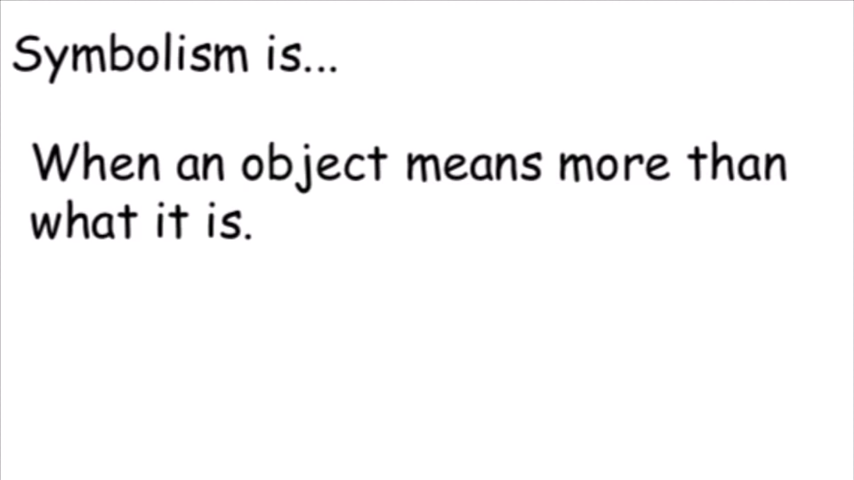 Symbolism is...
When an object means more than
what it is.